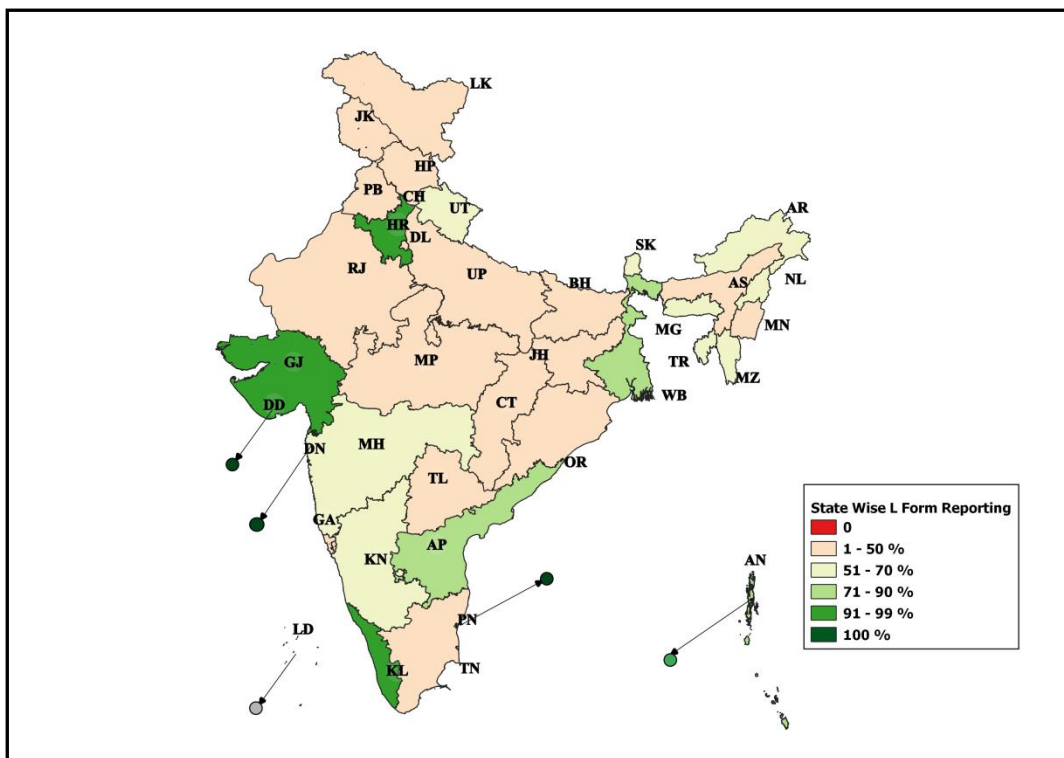 LK
JK
HP
PB
CH
UT
HR
DL
AR
SK
RJ
UP
BH
AS
NL
MG
MN
GJ
MP
JH
TR
MZ
WB
DD
CT
DN
MH
OR
TL
GA
AP
KN
AN
PN
LD
KL
TN
State Wise L Form Reporting
0
1 - 50 %
51 - 70 %
71 - 90 %
91 - 99 %
100 %